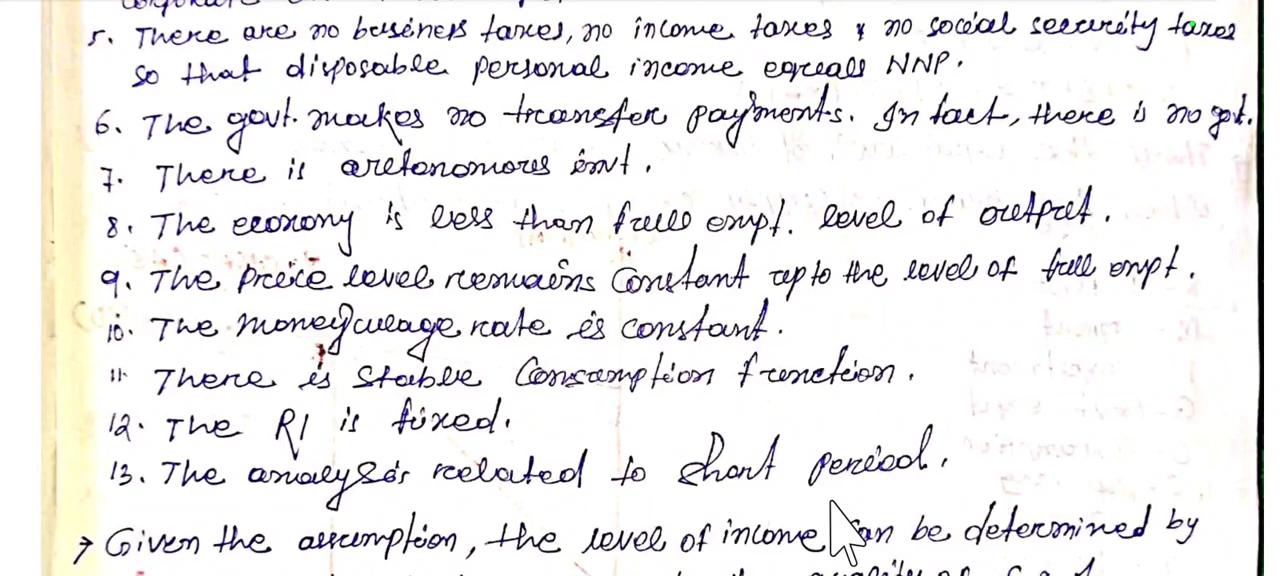 5. There are no business taxes, no income taxes & no social security taxes
so that disposable personal income equals NNP.
6. The govt. makes no transfer payments. In fact, there is no govt.
7. There is autonomous invt.
8. The economy is less than full empt. level of output.
9. The price level remains constant up to the level of full empt.
10. The money wage rate is constant.
11. There is stable consumption function.
12. The RI is fixed.
13. The analysis related to short period.
→ Given the assumption, the level of income can be determined by